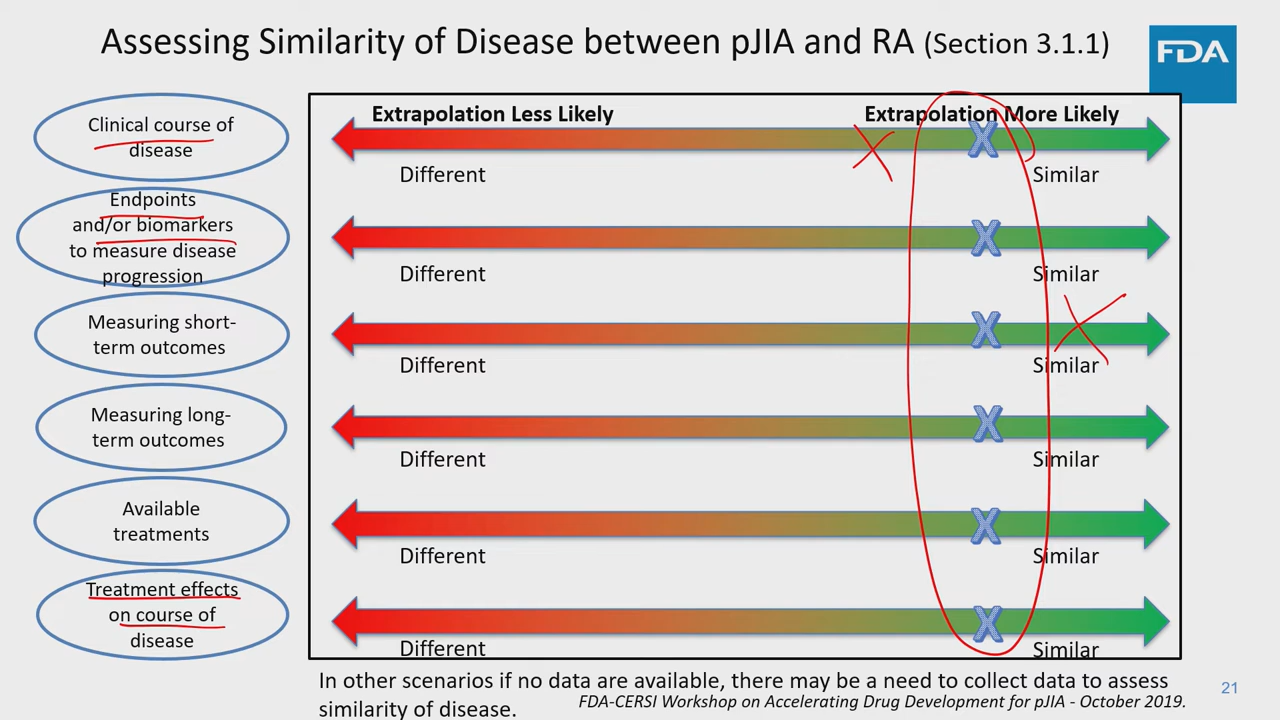 Assessing Similarity of Disease between pJIA and RA (Section 3.1.1)
FDA
Extrapolation Less Likely
Extrapolation More Likely
Clinical course of
disease
X
Different
Similar
Endpoints
and/or biomarkers
to measure disease
progression
X
Different
Similar
Measuring short-
term outcomes
X
Different
Similar
Measuring long-
term outcomes
X
Different
Similar
Available
treatments
X
Different
Similar
Treatment effects
on course of
disease
X
Different
Similar
In other scenarios if no data are available, there may be a need to collect data to assess
similarity of disease.
FDA-CERSI Workshop on Accelerating Drug Development for pJIA - October 2019.
21